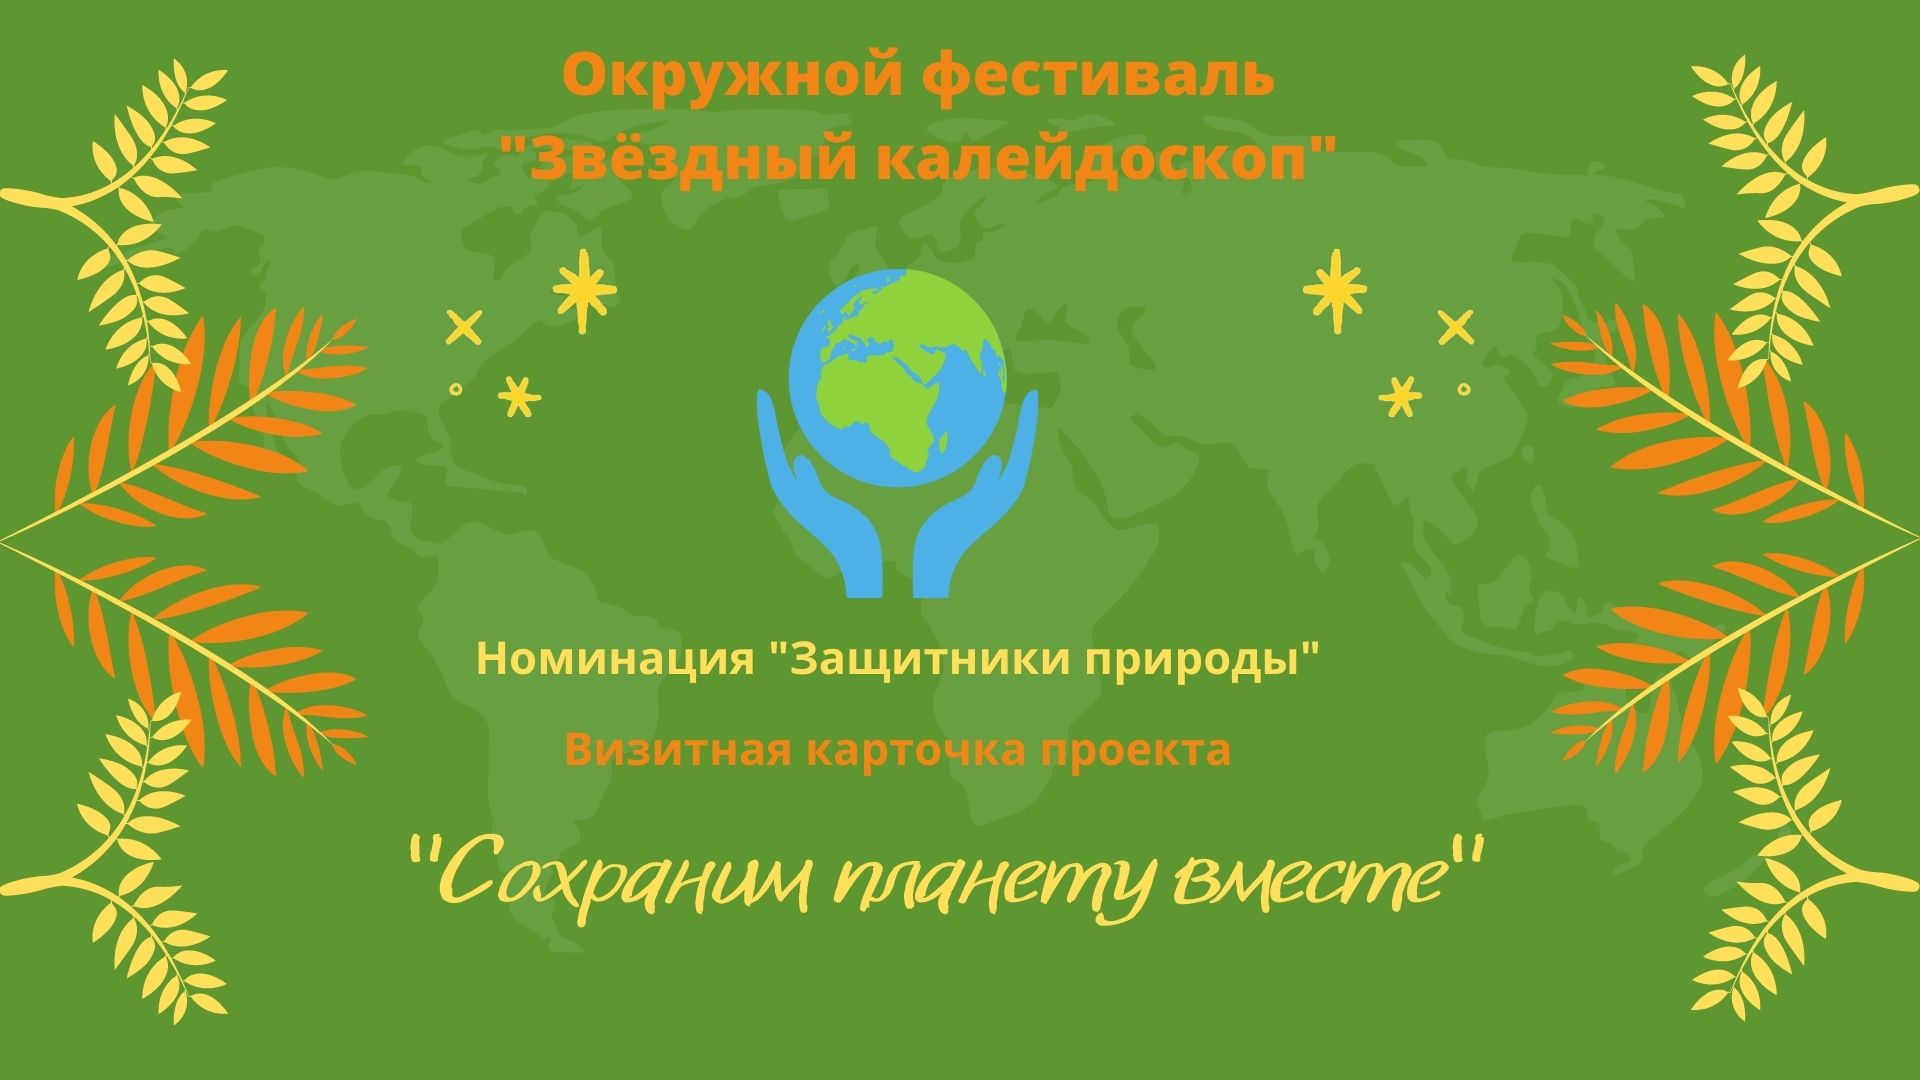 Окружной фестиваль
"Звёздный калейдоскоп"
Номинация "Защитники природы"
Визитная карточка проекта
"Сохраним планету вместе"